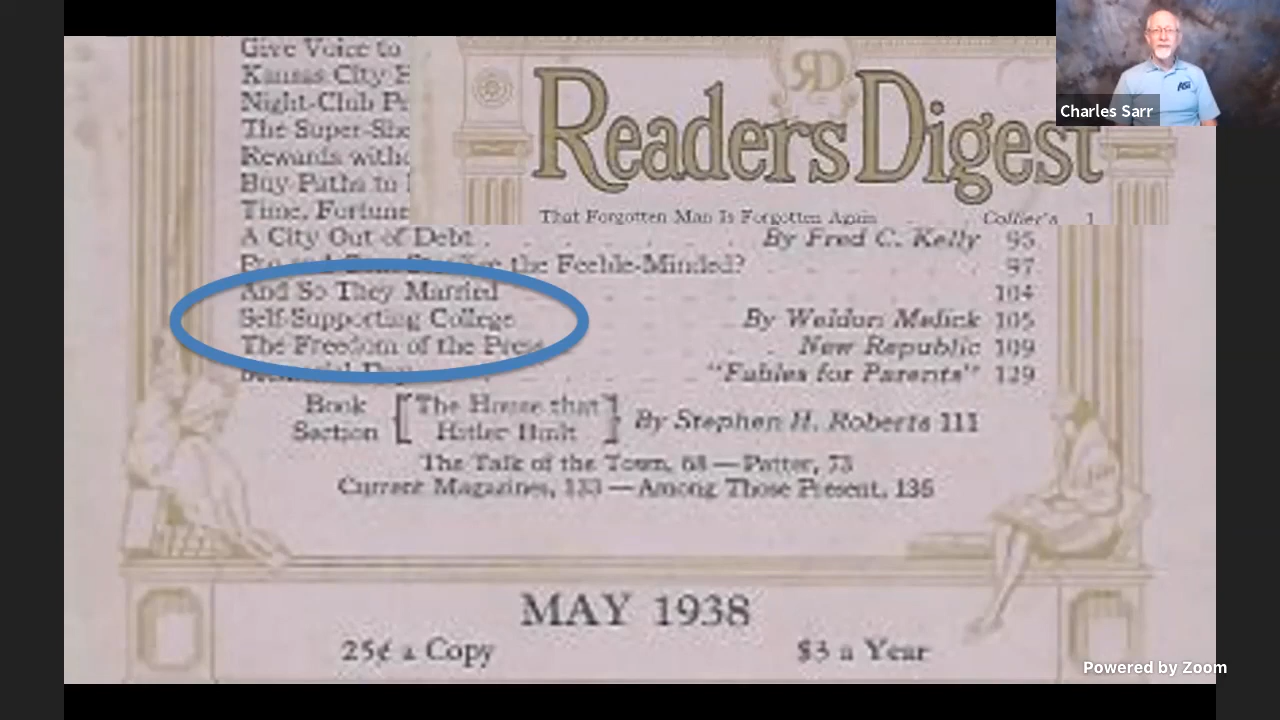 Give Voice to
Kansas City
Night-Club
The
Rewards
Buy Paths to
Time, Fortune
RD
Readers Digest
That Forgotten Man Is Forgotten Again Collier's 1
A City Out of Debt By Fred C. Kelly 95
the Feeble-Minded? 97
And So They Married 104
Self-Supporting College By Weldon Melick 105
The Freedom of the Press New Republic 109
"Fables for Parents" 129
Book Section [The House that Hitler Built] By Stephen H. Roberts 111
The Talk of the Town, 68—Patter, 73
Current Magazines, 133—Among Those Present, 136
MAY 1938
25¢ a Copy $3 a Year
Charles Sarr
Powered by Zoom